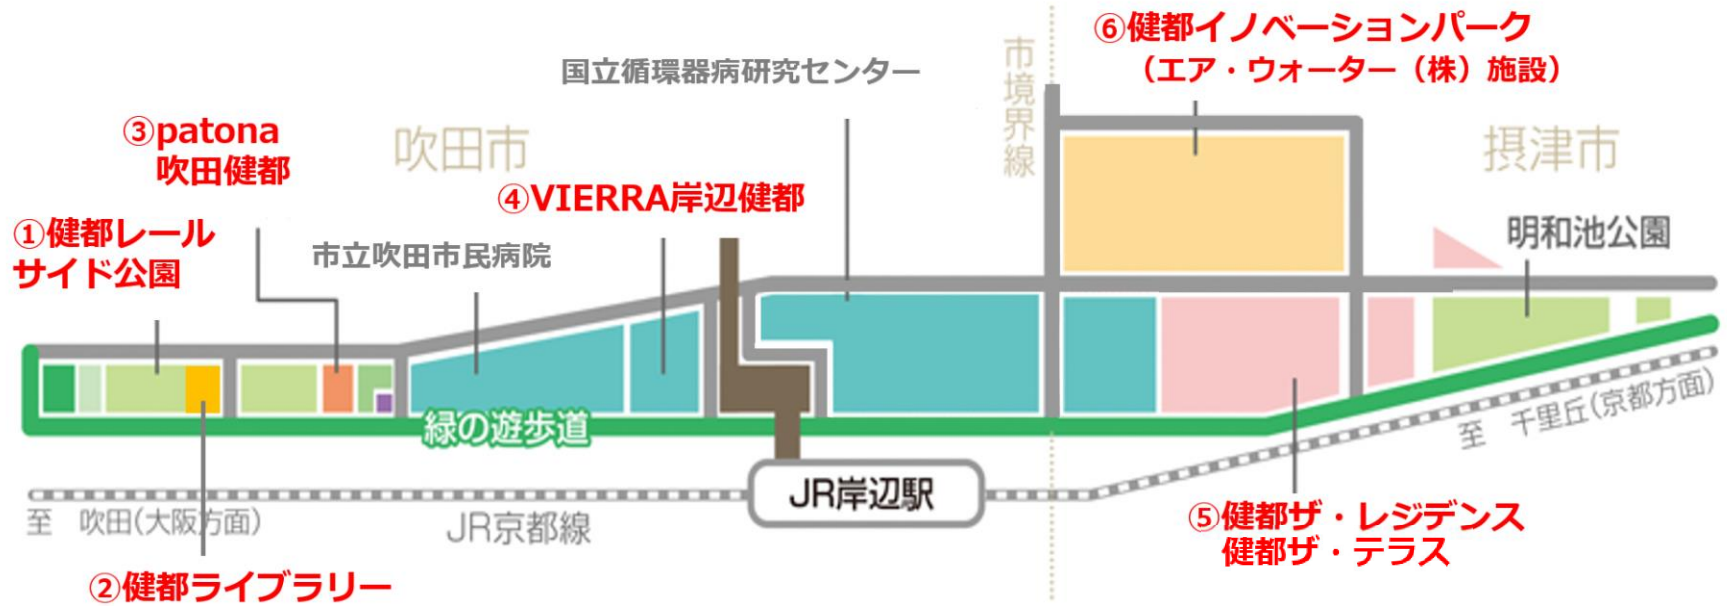 ⑥健都イノベーションパーク
（エア・ウォーター（株）施設）
国立循環器病研究センター
市境界線
③patona
吹田健都
吹田市
摂津市
④VIERRA岸辺健都
①健都レール
サイド公園
市立吹田市民病院
明和池公園
緑の遊歩道
至 千里丘(京都方面)
JR岸辺駅
至 吹田(大阪方面)
JR京都線
⑤健都ザ・レジデンス
健都ザ・テラス
②健都ライブラリー